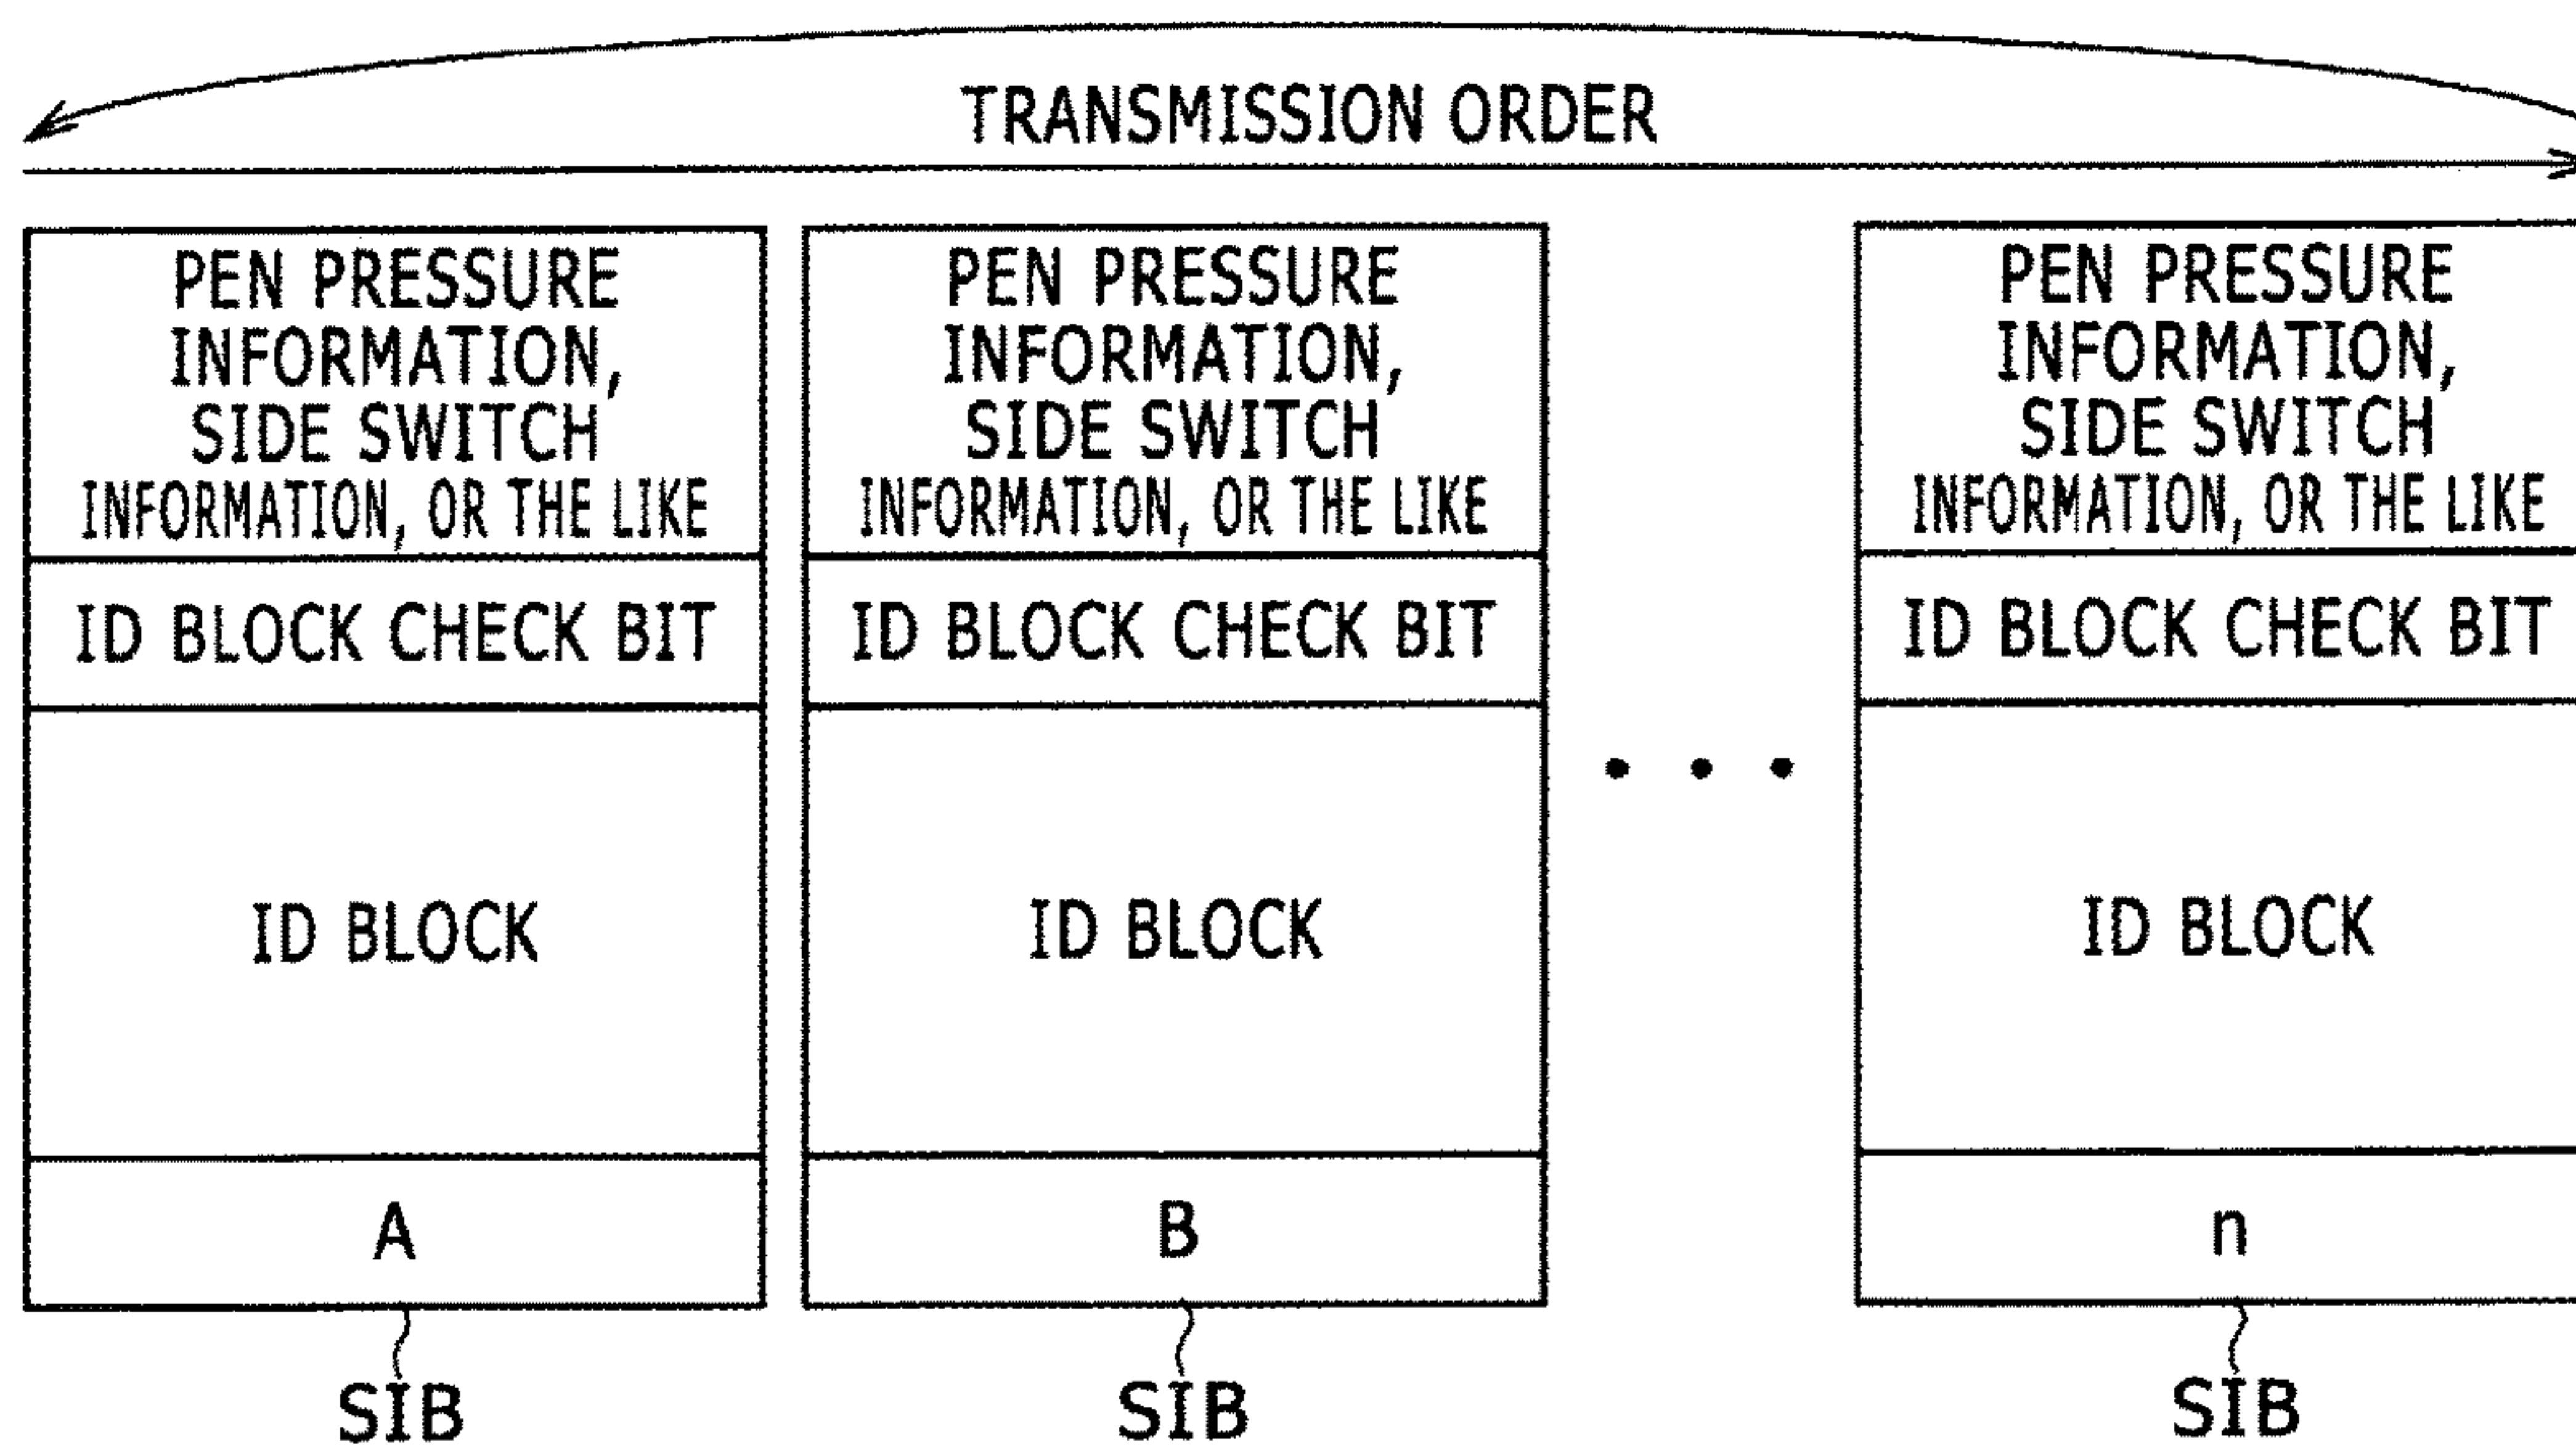 TRANSMISSION ORDER
PEN PRESSURE
INFORMATION,
SIDE SWITCH
INFORMATION, OR THE LIKE
ID BLOCK CHECK BIT
ID BLOCK
A
SIB
PEN PRESSURE
INFORMATION,
SIDE SWITCH
INFORMATION, OR THE LIKE
ID BLOCK CHECK BIT
ID BLOCK
B
SIB
PEN PRESSURE
INFORMATION,
SIDE SWITCH
INFORMATION, OR THE LIKE
ID BLOCK CHECK BIT
ID BLOCK
n
SIB